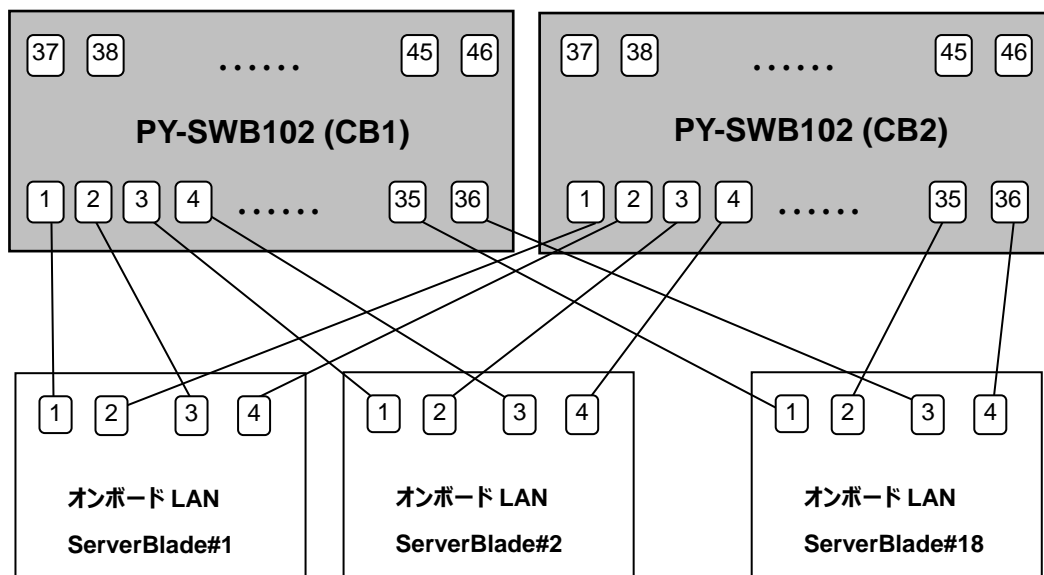 37 38 ...... 45 46
PY-SWB102 (CB1)
1 2 3 4 ...... 35 36
37 38 ...... 45 46
PY-SWB102 (CB2)
1 2 3 4 ...... 35 36
1 2 3 4
オンボード LAN
ServerBlade#1
1 2 3 4
オンボード LAN
ServerBlade#2
1 2 3 4
オンボード LAN
ServerBlade#18